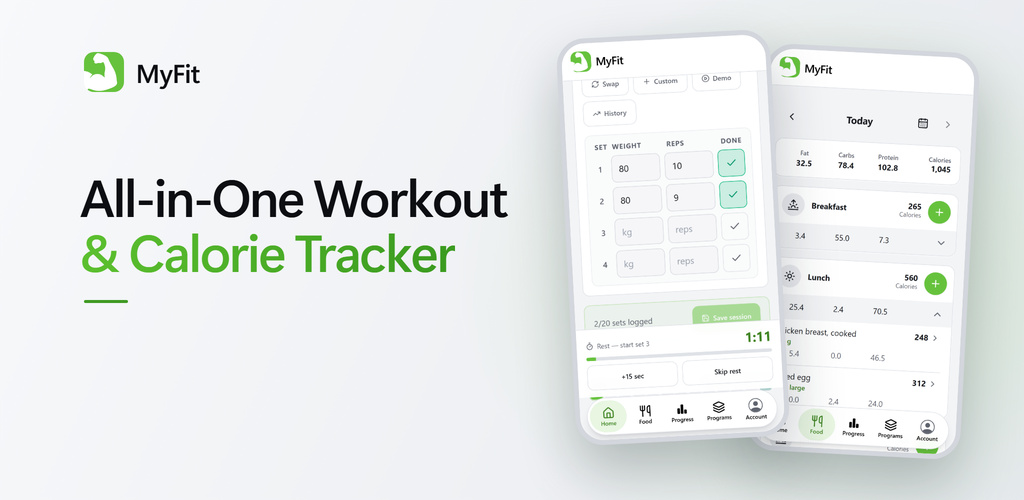 MyFit
All-in-One Workout
& Calorie Tracker
MyFit
Swap
Custom
Demo
History
SET WEIGHT REPS DONE
1 80 10
2 80 9
3 kg reps
4 kg reps
2/20 sets logged
Save session
Rest — start set 3
1:11
+15 sec
Skip rest
Home Food Progress Programs Account
MyFit
Today
Fat Carbs Protein Calories
32.5 78.4 102.8 1,045
Breakfast
265
Calories
3.4 55.0 7.3
Lunch
560
Calories
25.4 2.4 70.5
breast, cooked
248
5.4 0.0 46.5
egg
312
large
2.4 24.0
Food Progress Programs Account